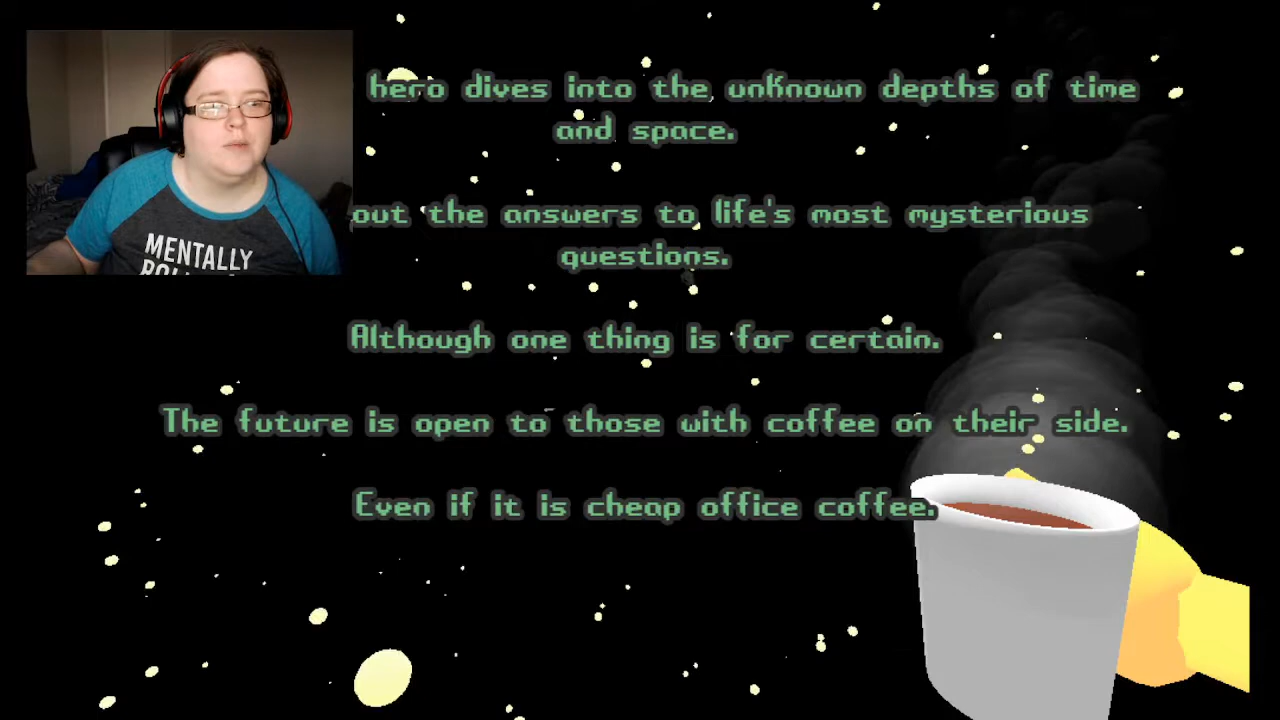 hero dives into the unknown depths of time
and space.
out the answers to life's most mysterious
questions.
Although one thing is for certain.
The future is open to those with coffee on their side.
Even if it is cheap office coffee.
MENTALLY